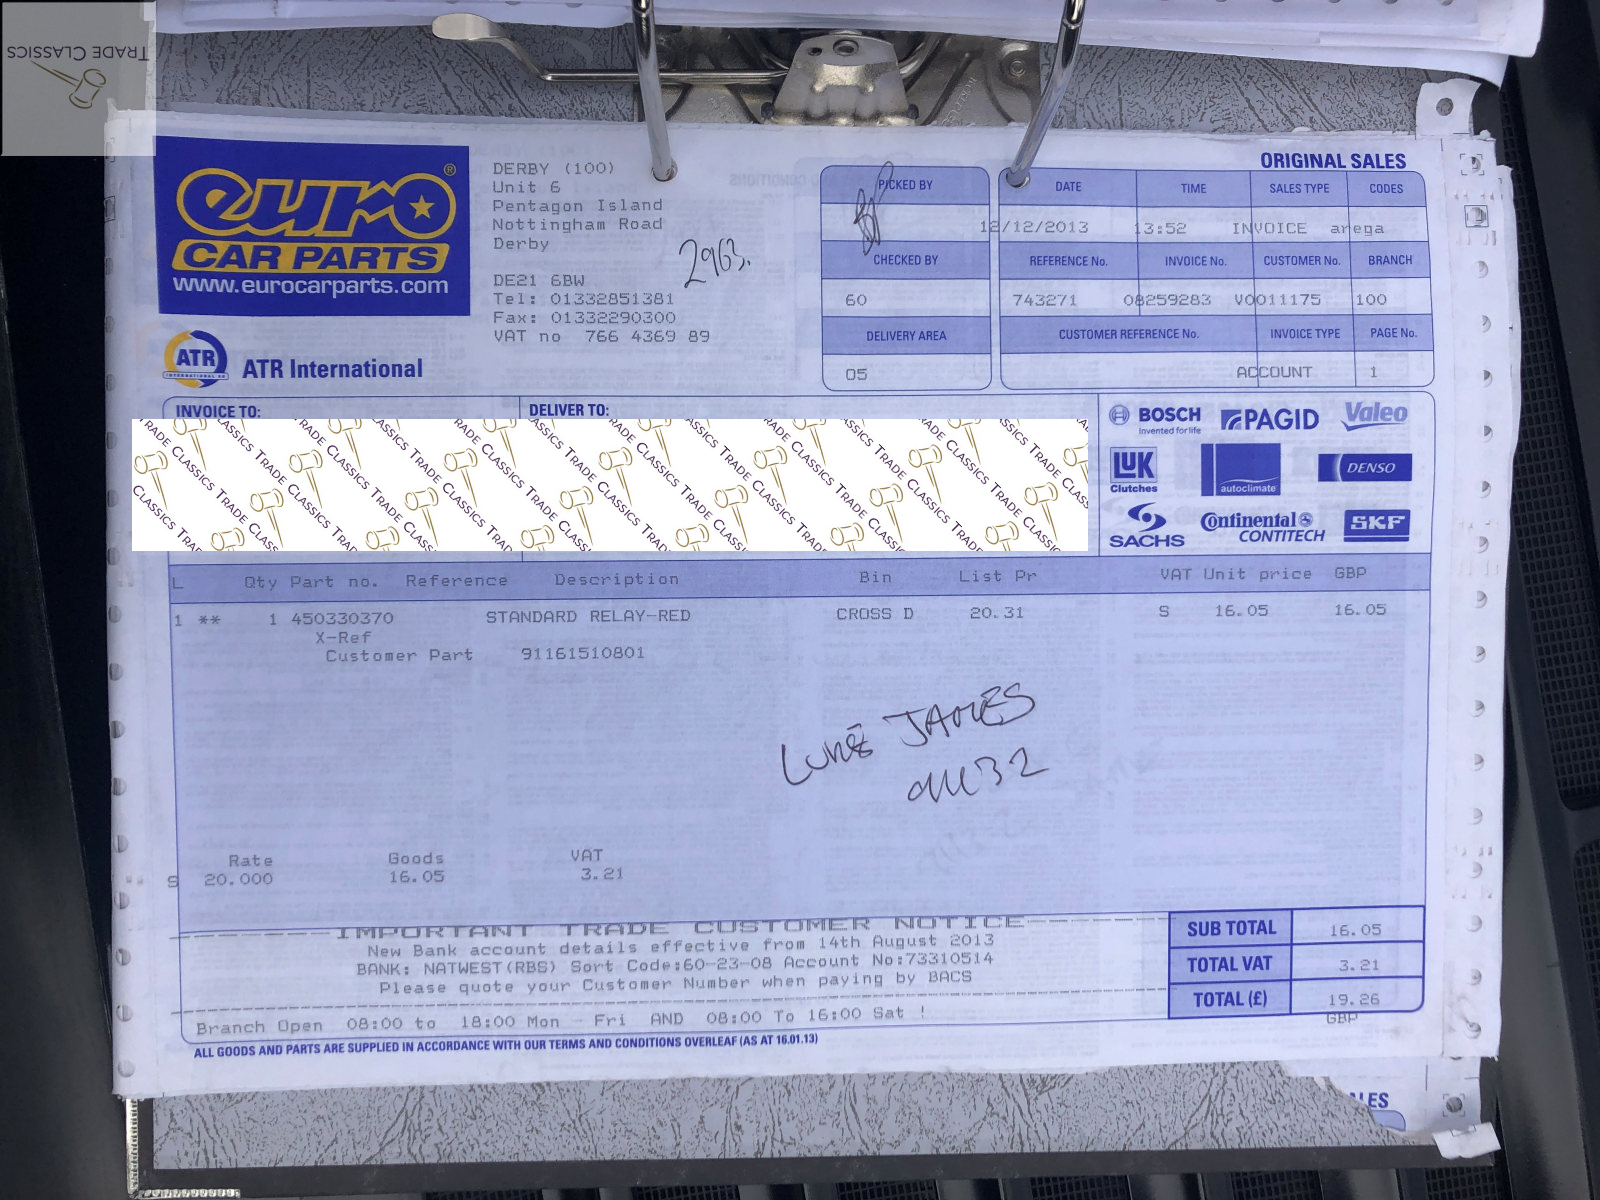 TRADE CLASSICS
euro®
CAR PARTS
www.eurocarparts.com
ATR
ATR International
DERBY (100)
Unit 6
Pentagon Island
Nottingham Road
Derby
DE21 6BW
Tel: 01332851381
Fax: 01332290300
VAT no 766 4369 89
2963.
ORIGINAL SALES
PICKED BY
DATE TIME SALES TYPE CODES
12/12/2013 13:52 INVOICE arega
CHECKED BY REFERENCE No. INVOICE No. CUSTOMER No. BRANCH
60 743271 08259283 V0011175 100
DELIVERY AREA CUSTOMER REFERENCE No. INVOICE TYPE PAGE No.
05 ACCOUNT 1
INVOICE TO: DELIVER TO:
TRADE CLASSICS TRADE CLASSICS TRADE CLASSICS
BOSCH PAGID Valeo
Invented for life
LUK autoclimate DENSO
Clutches
SACHS Continental CONTITECH SKF
L Qty Part no. Reference Description Bin List Pr VAT Unit price GBP
1 ** 1 450330370 STANDARD RELAY-RED CROSS D 20.31 S 16.05 16.05
X-Ref
Customer Part 91161510801
LUKE JAMES
Rate Goods VAT
S 20.000 16.05 3.21
IMPORTANT TRADE CUSTOMER NOTICE
New Bank account details effective from 14th August 2013
BANK: NATWEST(RBS) Sort Code:60-23-08 Account No:73310514
Please quote your Customer Number when paying by BACS
Branch Open 08:00 to 18:00 Mon - Fri AND 08:00 To 16:00 Sat !
SUB TOTAL 16.05
TOTAL VAT 3.21
TOTAL (£) 19.26
GBP
ALL GOODS AND PARTS ARE SUPPLIED IN ACCORDANCE WITH OUR TERMS AND CONDITIONS OVERLEAF (AS AT 16.01.13)